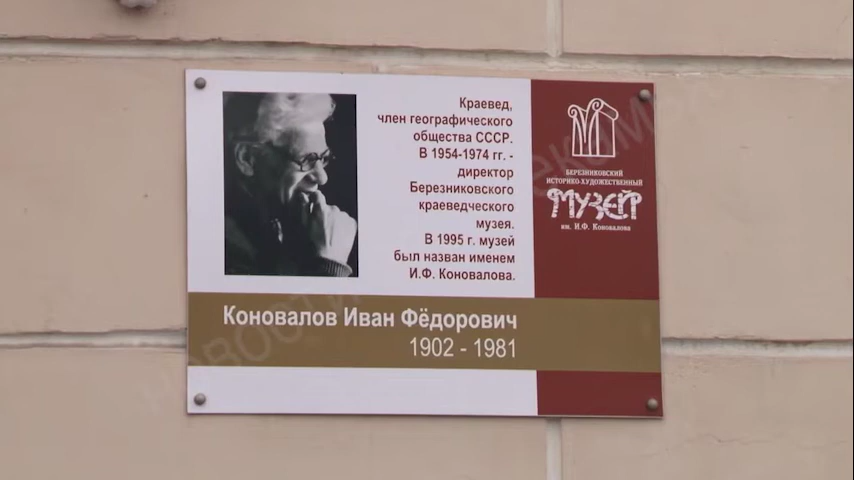 Краевед,
член географического
общества СССР.
В 1954-1974 гг. -
директор
Березниковского
краеведческого
музея.
В 1995 г. музей
был назван именем
И.Ф. Коновалова.
БЕРЕЗНИКОВСКИЙ
ИСТОРИКО-ХУДОЖЕСТВЕННЫЙ
МУЗЕЙ
им. И.Ф. Коновалова
Коновалов Иван Фёдорович
1902 - 1981
НОВОСТИ